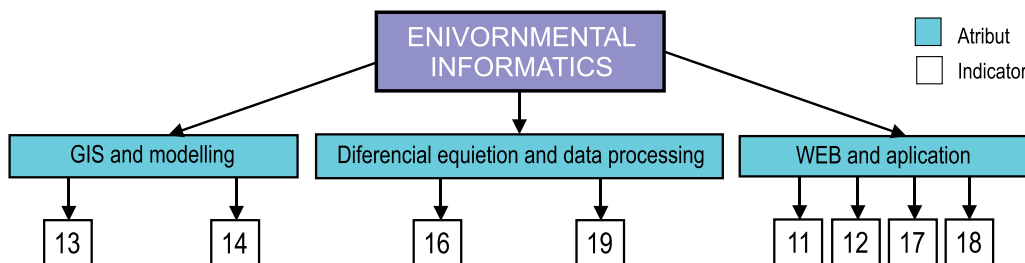 ENIVORNMENTAL
INFORMATICS
Atribut
Indicator
GIS and modelling
Diferencial equietion and data processing
WEB and aplication
13
14
16
19
11
12
17
18